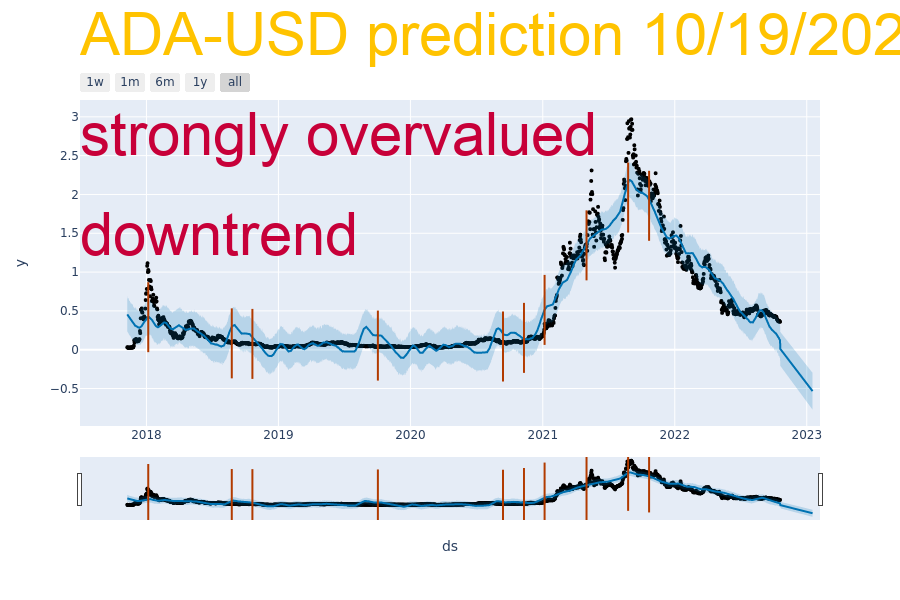 ADA-USD prediction 10/19/202
1w 1m 6m 1y all
strongly overvalued
downtrend
3
2.5
2
1.5
1
0.5
0
−0.5
y
2018 2019 2020 2021 2022 2023
ds